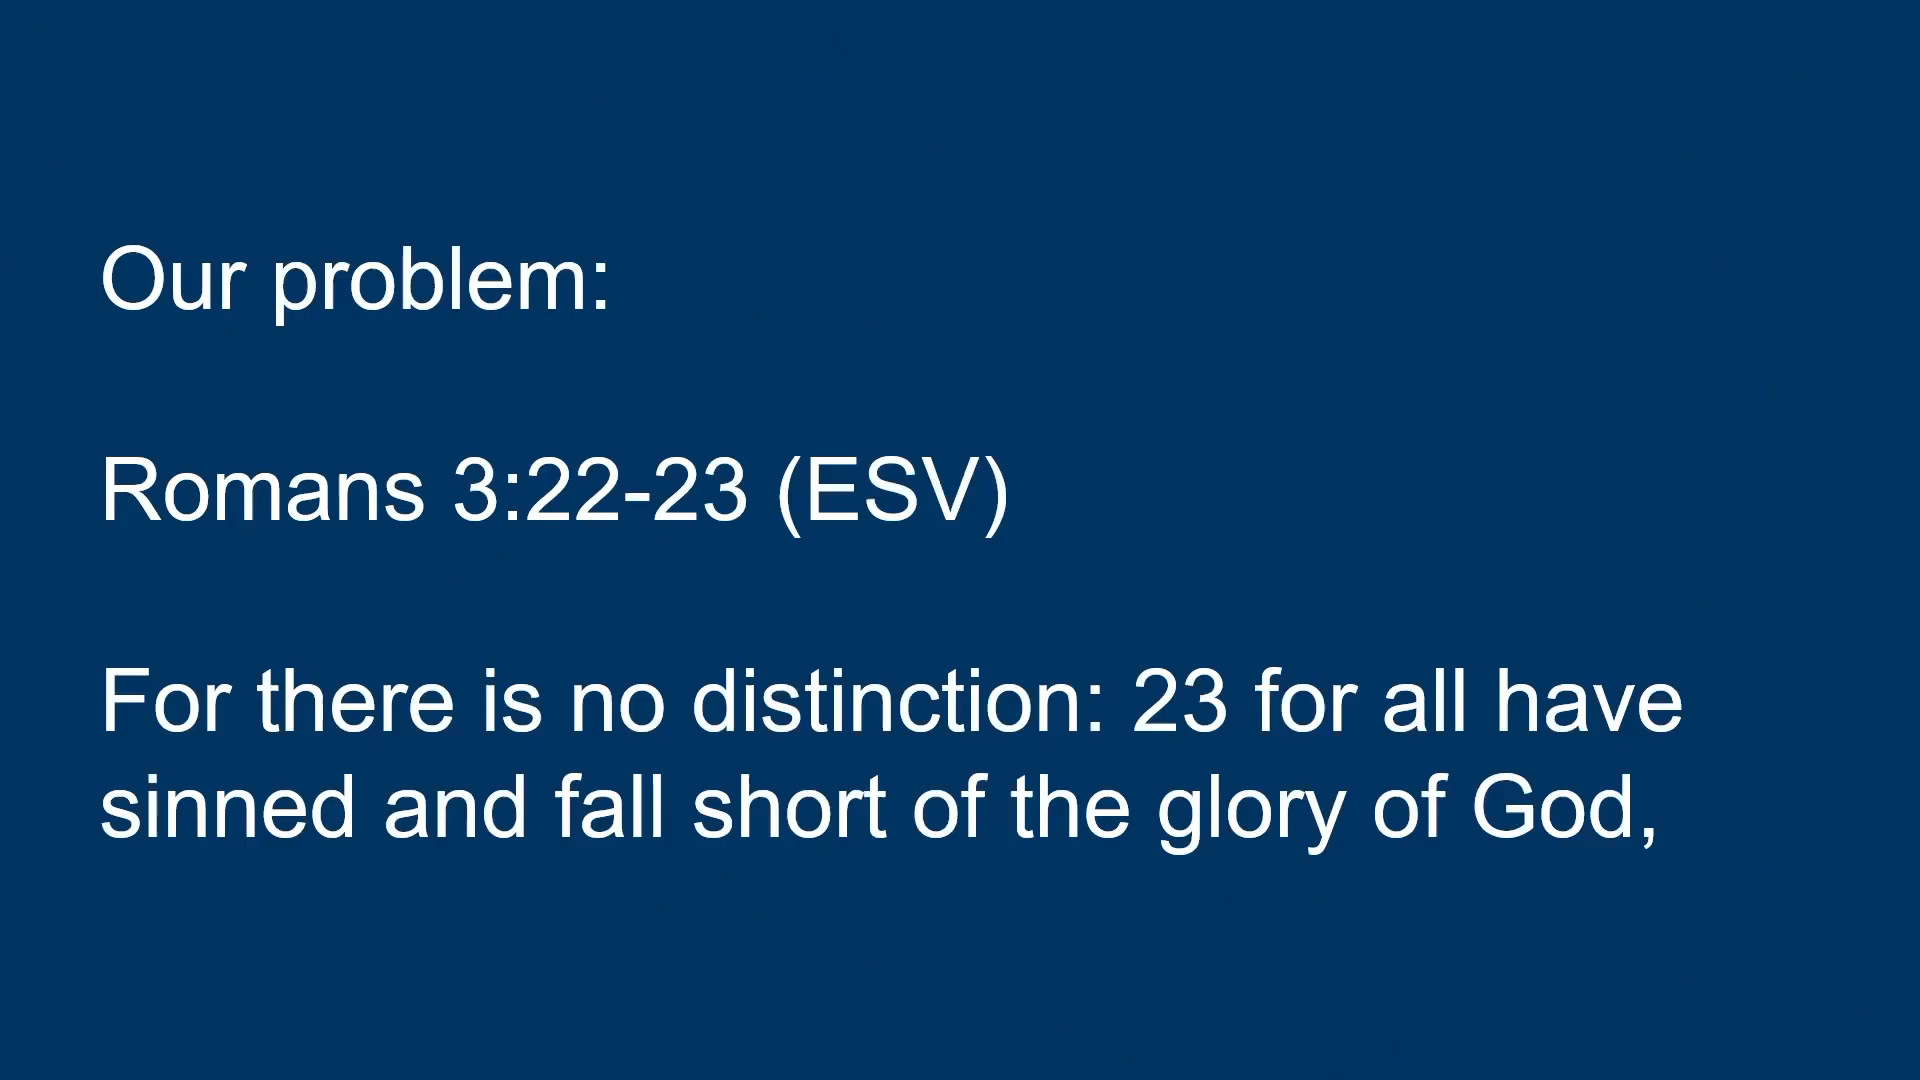 Our problem:
Romans 3:22-23 (ESV)
For there is no distinction: 23 for all have
sinned and fall short of the glory of God,